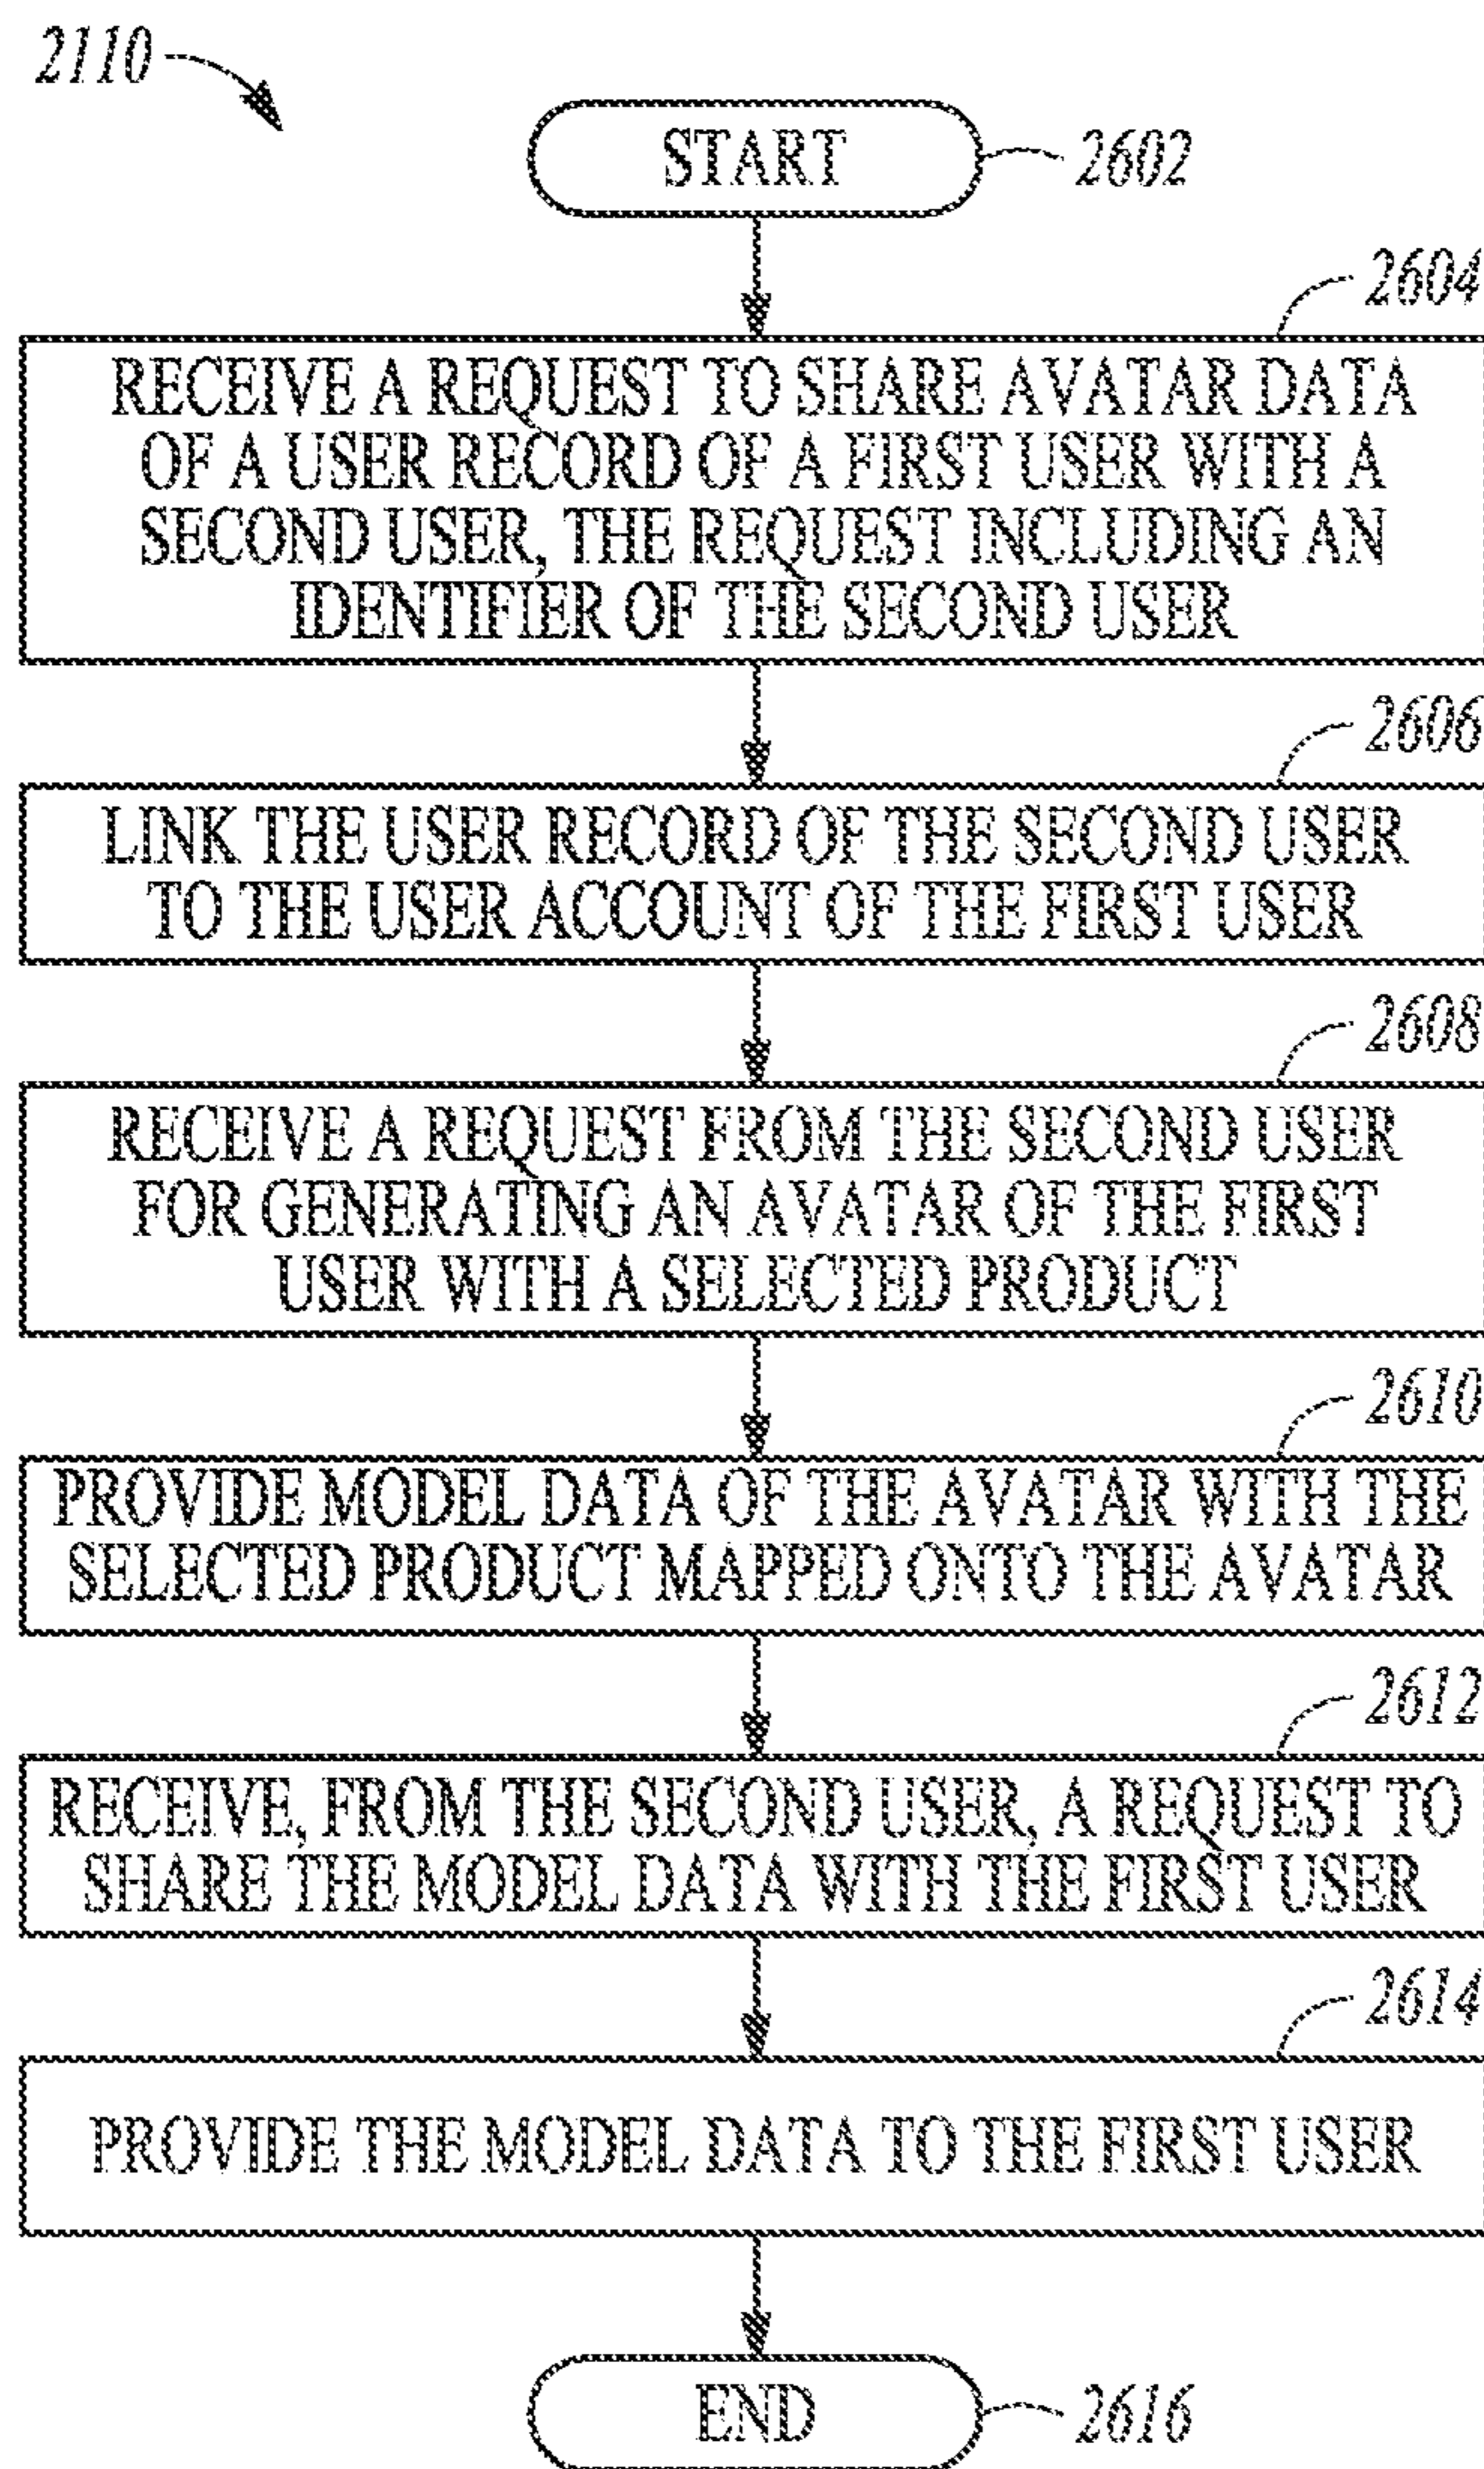 2110
START
2602
2604
RECEIVE A REQUEST TO SHARE AVATAR DATA
OF A USER RECORD OF A FIRST USER WITH A
SECOND USER, THE REQUEST INCLUDING AN
IDENTIFIER OF THE SECOND USER
2606
LINK THE USER RECORD OF THE SECOND USER
TO THE USER ACCOUNT OF THE FIRST USER
2608
RECEIVE A REQUEST FROM THE SECOND USER
FOR GENERATING AN AVATAR OF THE FIRST
USER WITH A SELECTED PRODUCT
2610
PROVIDE MODEL DATA OF THE AVATAR WITH THE
SELECTED PRODUCT MAPPED ONTO THE AVATAR
2612
RECEIVE, FROM THE SECOND USER, A REQUEST TO
SHARE THE MODEL DATA WITH THE FIRST USER
2614
PROVIDE THE MODEL DATA TO THE FIRST USER
END
2616